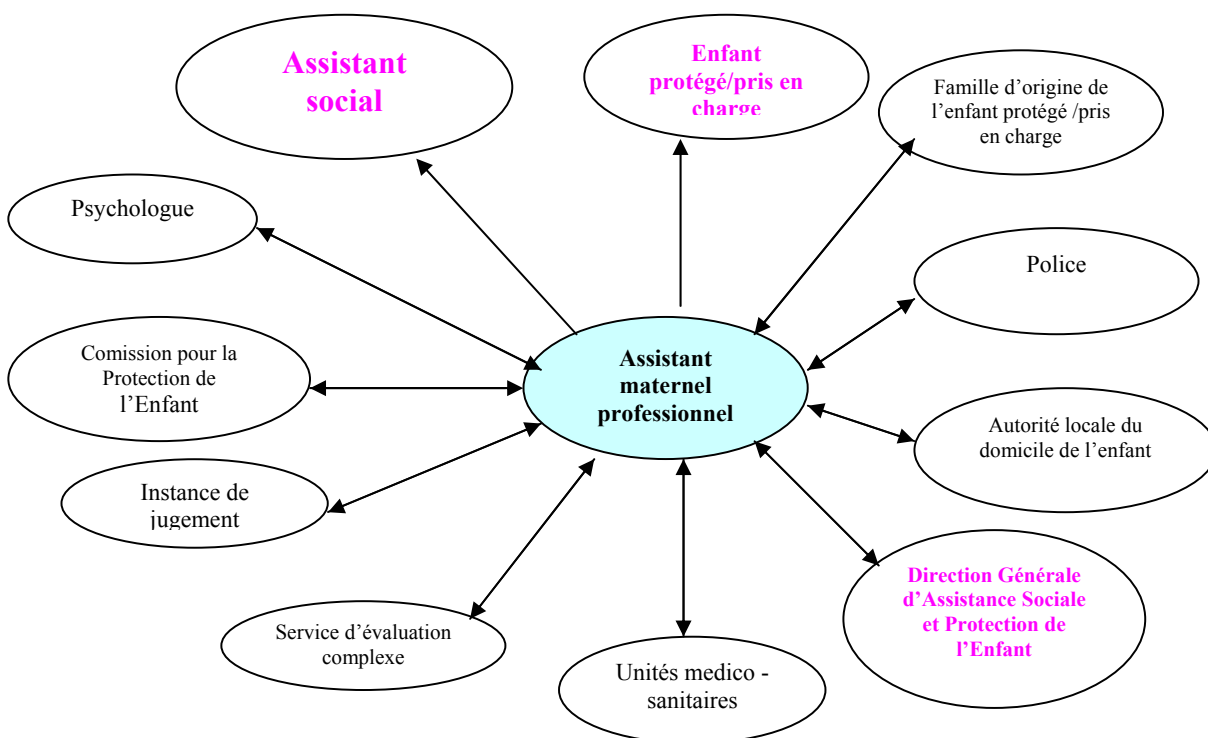 Assistant
social
Enfant
protégé/pris en
charge
Famille d’origine de
l’enfant protégé /pris
en charge
Psychologue
Police
Comission pour la
Protection de
l’Enfant
Assistant
maternel
professionnel
Autorité locale du
domicile de l’enfant
Instance de
jugement
Direction Générale
d’Assistance Sociale
et Protection de
l’Enfant
Service d’évaluation
complexe
Unités medico -
sanitaires